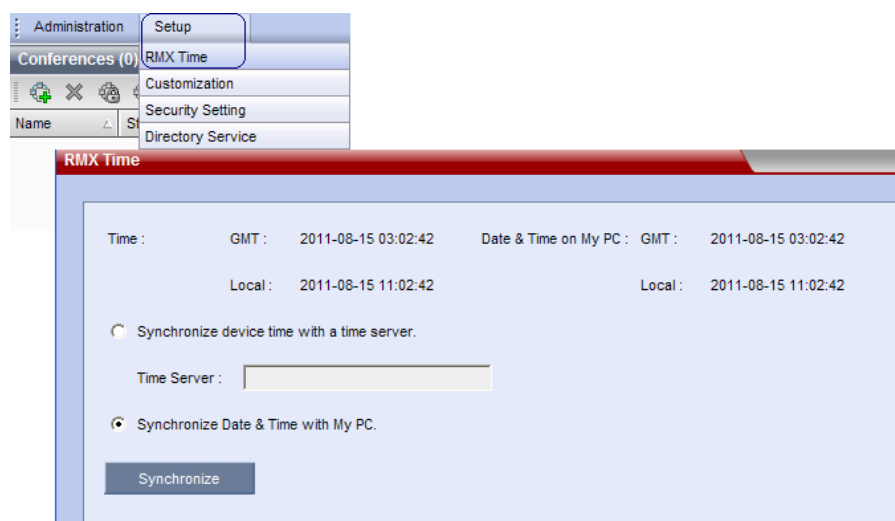 Administration Setup
Conferences (0) RMX Time
Customization
Security Setting
Name Directory Service
RMX Time
Time : GMT : 2011-08-15 03:02:42 Date & Time on My PC : GMT : 2011-08-15 03:02:42
Local : 2011-08-15 11:02:42 Local : 2011-08-15 11:02:42
Synchronize device time with a time server.
Time Server :
Synchronize Date & Time with My PC.
Synchronize